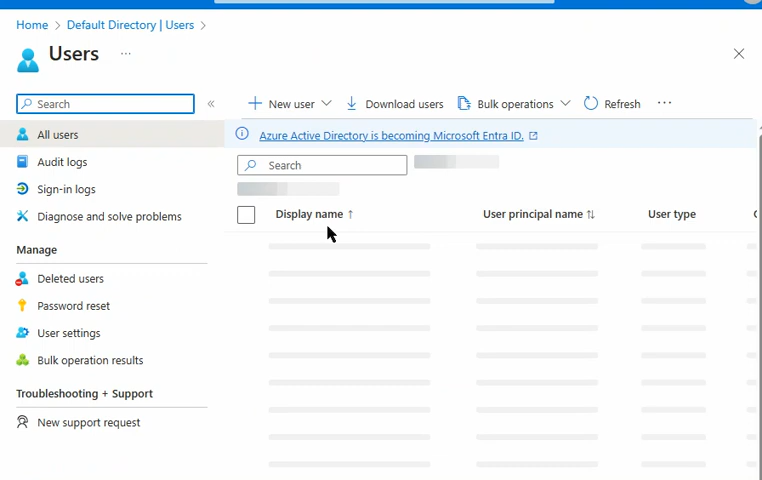 Home > Default Directory | Users >
Users ...
Search «
All users
Audit logs
Sign-in logs
Diagnose and solve problems
Manage
Deleted users
Password reset
User settings
Bulk operation results
Troubleshooting + Support
New support request
New user Download users Bulk operations Refresh ...
Azure Active Directory is becoming Microsoft Entra ID.
Search
Display name ↑ User principal name ↑↓ User type